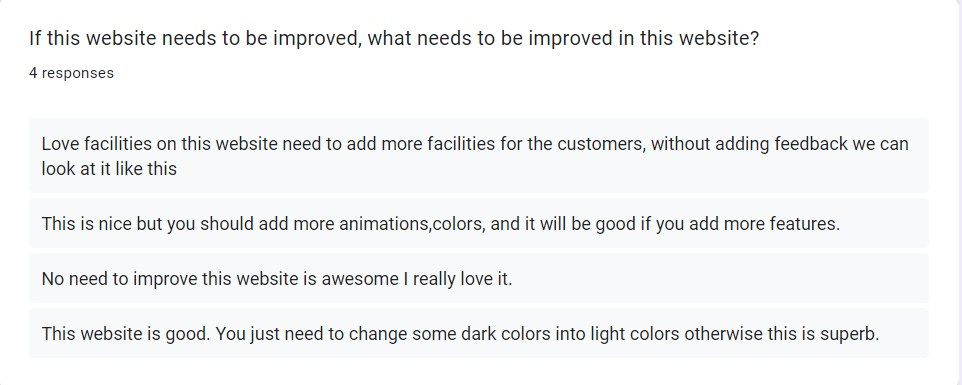 If this website needs to be improved, what needs to be improved in this website?
4 responses
Love facilities on this website need to add more facilities for the customers, without adding feedback we can
look at it like this
This is nice but you should add more animations,colors, and it will be good if you add more features.
No need to improve this website is awesome I really love it.
This website is good. You just need to change some dark colors into light colors otherwise this is superb.